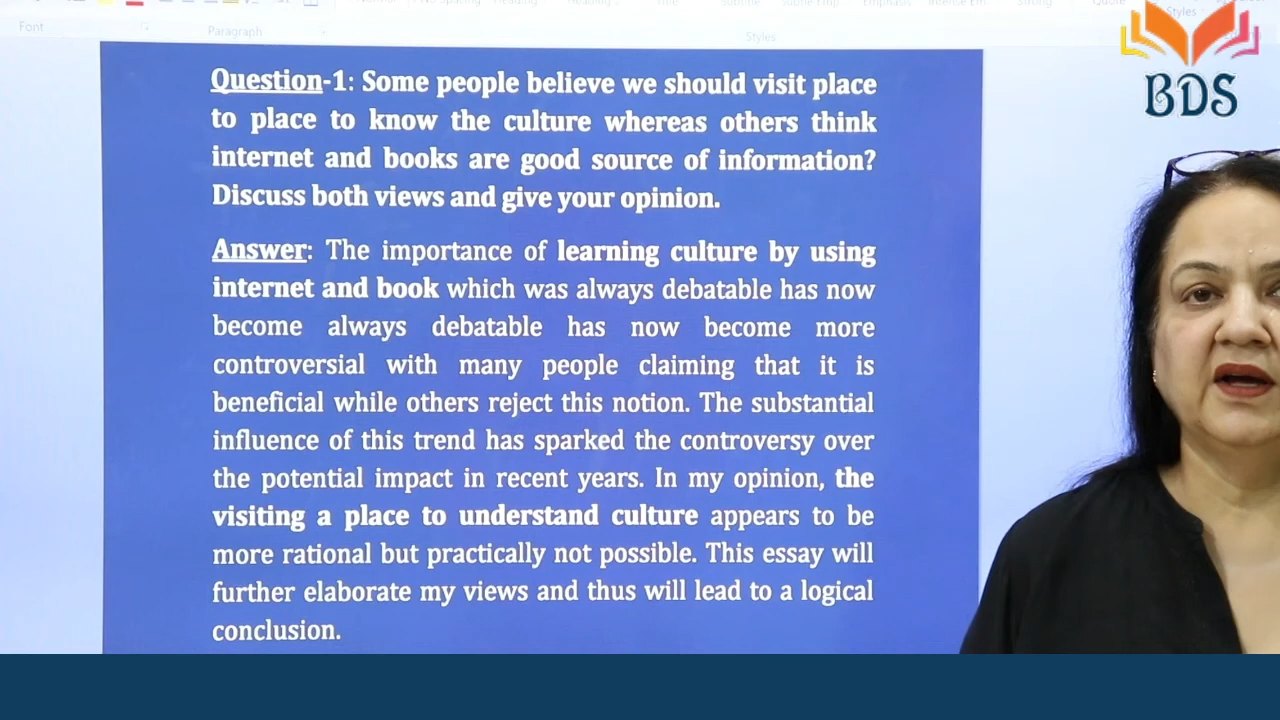 Font
Paragraph
Styles
Styles
BDS
Question-1: Some people believe we should visit place
to place to know the culture whereas others think
internet and books are good source of information?
Discuss both views and give your opinion.
Answer: The importance of learning culture by using
internet and book which was always debatable has now
become always debatable has now become more
controversial with many people claiming that it is
beneficial while others reject this notion. The substantial
influence of this trend has sparked the controversy over
the potential impact in recent years. In my opinion, the
visiting a place to understand culture appears to be
more rational but practically not possible. This essay will
further elaborate my views and thus will lead to a logical
conclusion.